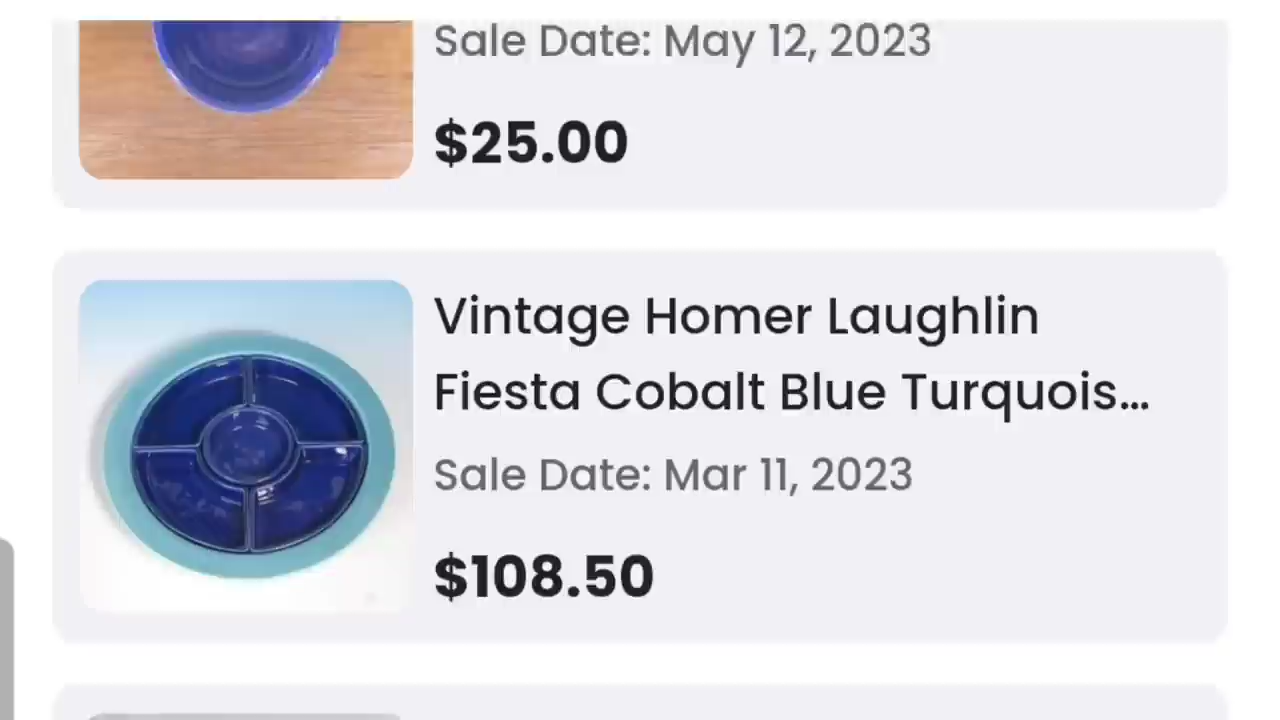 Sale Date: May 12, 2023
$25.00
Vintage Homer Laughlin
Fiesta Cobalt Blue Turquois...
Sale Date: Mar 11, 2023
$108.50